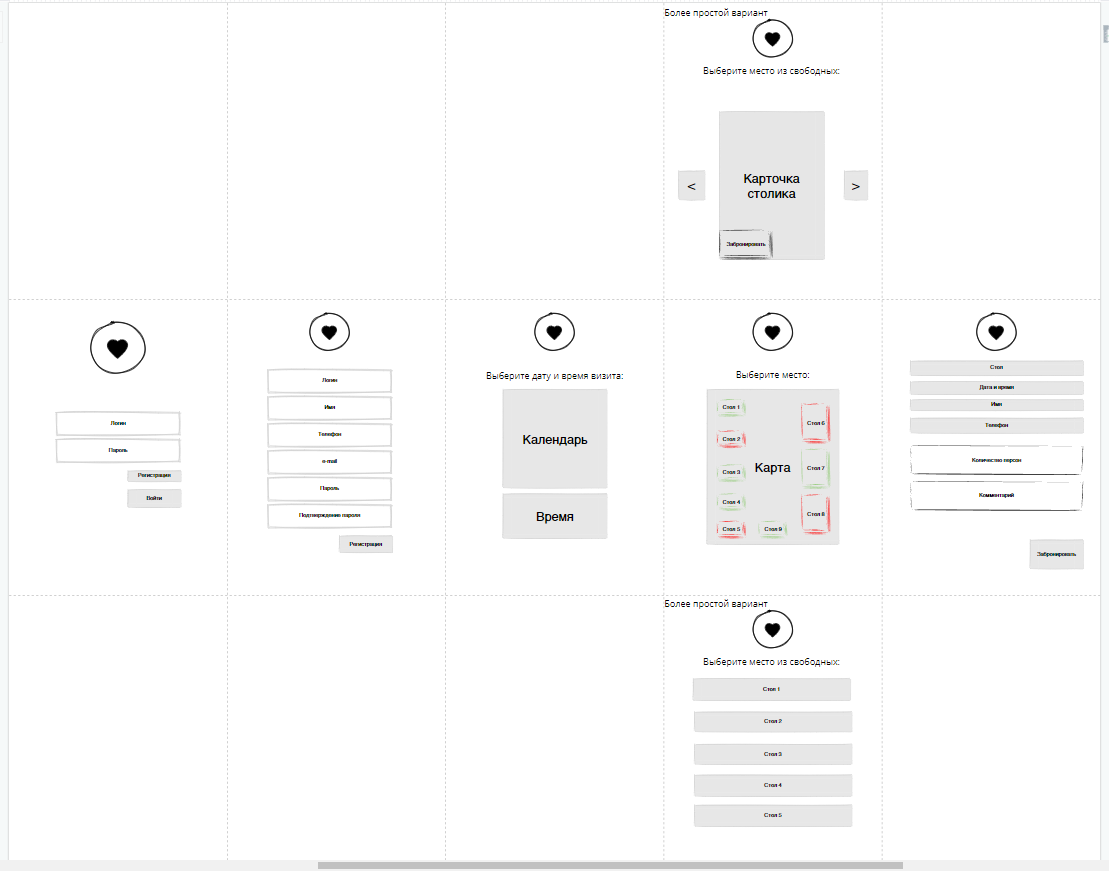 Более простой вариант
Выберите место из свободных:
<
Карточка
столика
>
Забронировать
Логин
Пароль
Регистрация
Войти
Логин
Имя
Телефон
e-mail
Пароль
Подтверждение пароля
Регистрация
Выберите дату и время визита:
Календарь
Время
Выберите место:
Стол 1
Стол 2
Стол 3
Стол 4
Стол 5
Карта
Стол 9
Стол 6
Стол 7
Стол 8
Стол
Дата и время
Имя
Телефон
Количество персон
Комментарий
Забронировать
Более простой вариант
Выберите место из свободных:
Стол 1
Стол 2
Стол 3
Стол 4
Стол 5